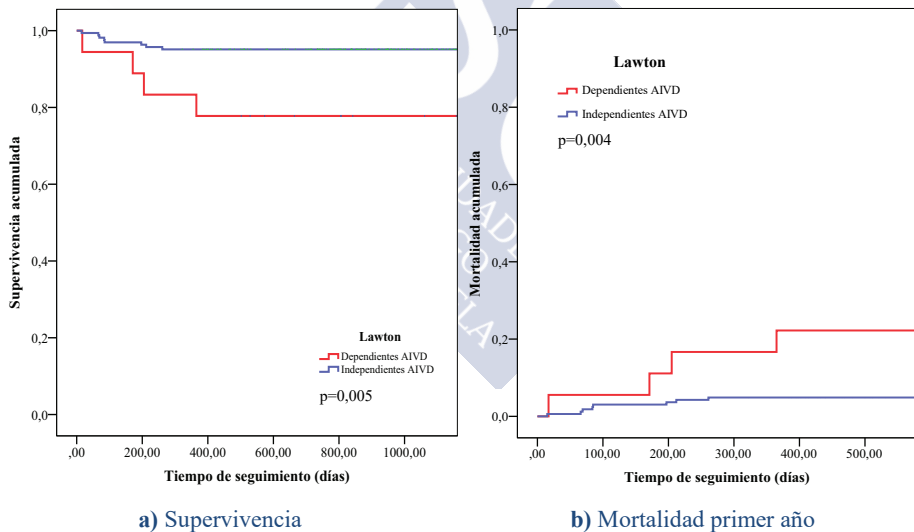 1,0
0,8
0,6
0,4
0,2
0,0
Supervivencia acumulada
Lawton
Dependientes AIVD
Independientes AIVD
p=0,005
,00 200,00 400,00 600,00 800,00 1000,00
Tiempo de seguimiento (días)
a) Supervivencia
1,0
0,8
0,6
0,4
0,2
0,0
Mortalidad acumulada
Lawton
Dependientes AIVD
Independientes AIVD
p=0,004
,00 100,00 200,00 300,00 400,00 500,00
Tiempo de seguimiento (días)
b) Mortalidad primer año